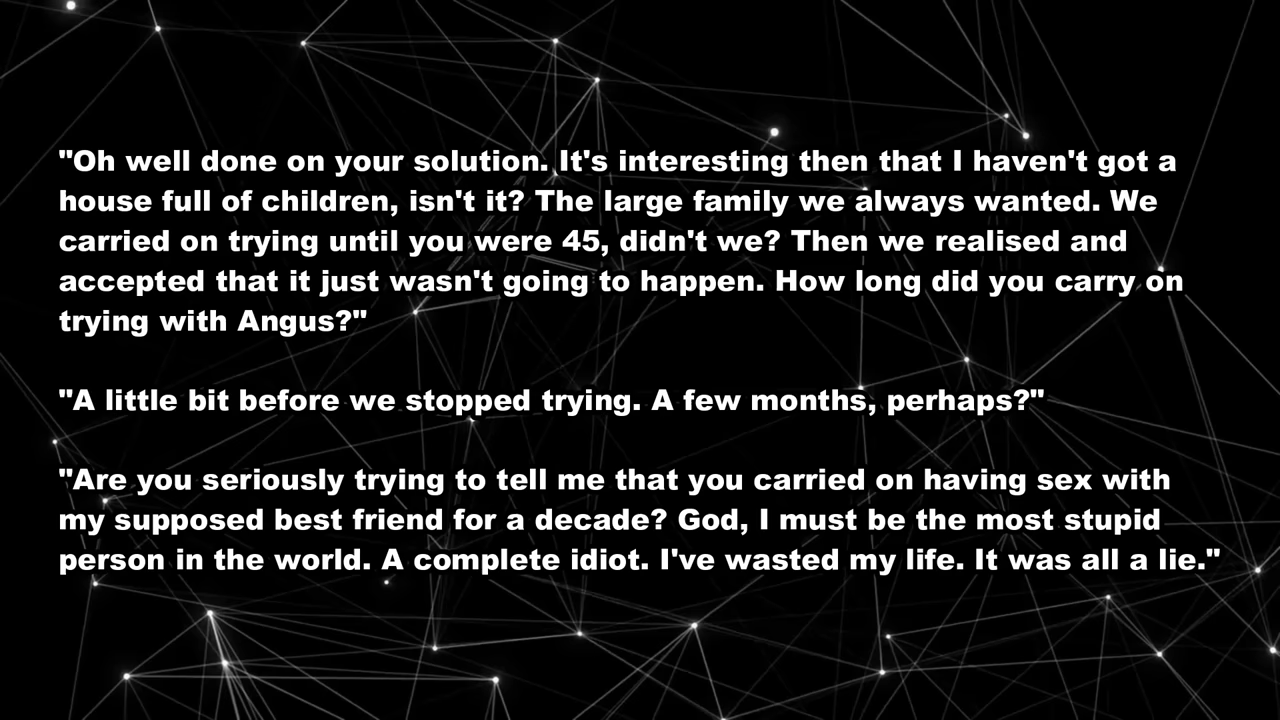 "Oh well done on your solution. It's interesting then that I haven't got a
house full of children, isn't it? The large family we always wanted. We
carried on trying until you were 45, didn't we? Then we realised and
accepted that it just wasn't going to happen. How long did you carry on
trying with Angus?"
"A little bit before we stopped trying. A few months, perhaps?"
"Are you seriously trying to tell me that you carried on having sex with
my supposed best friend for a decade? God, I must be the most stupid
person in the world. A complete idiot. I've wasted my life. It was all a lie."